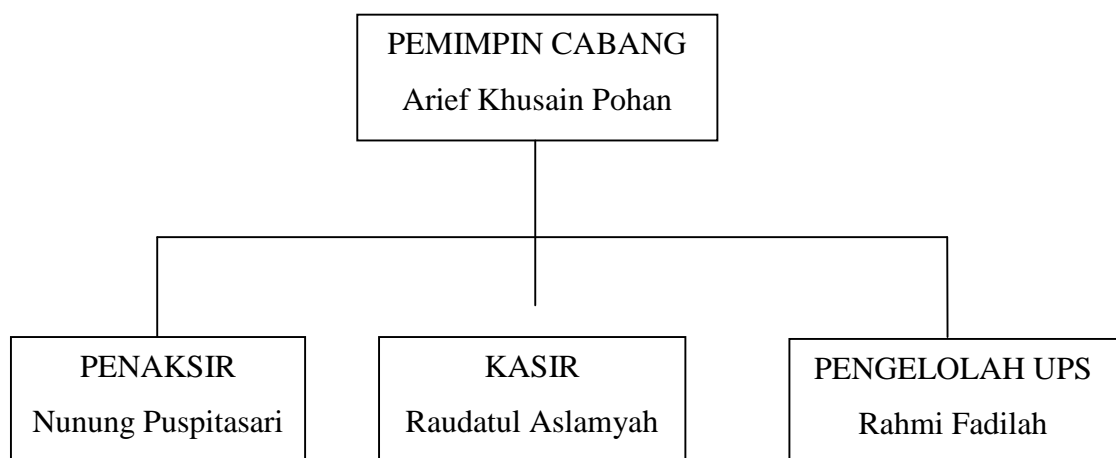 PEMIMPIN CABANG
Arief Khusain Pohan
PENAKSIR
Nunung Puspitasari
KASIR
Raudatul Aslamyah
PENGELOLAH UPS
Rahmi Fadilah